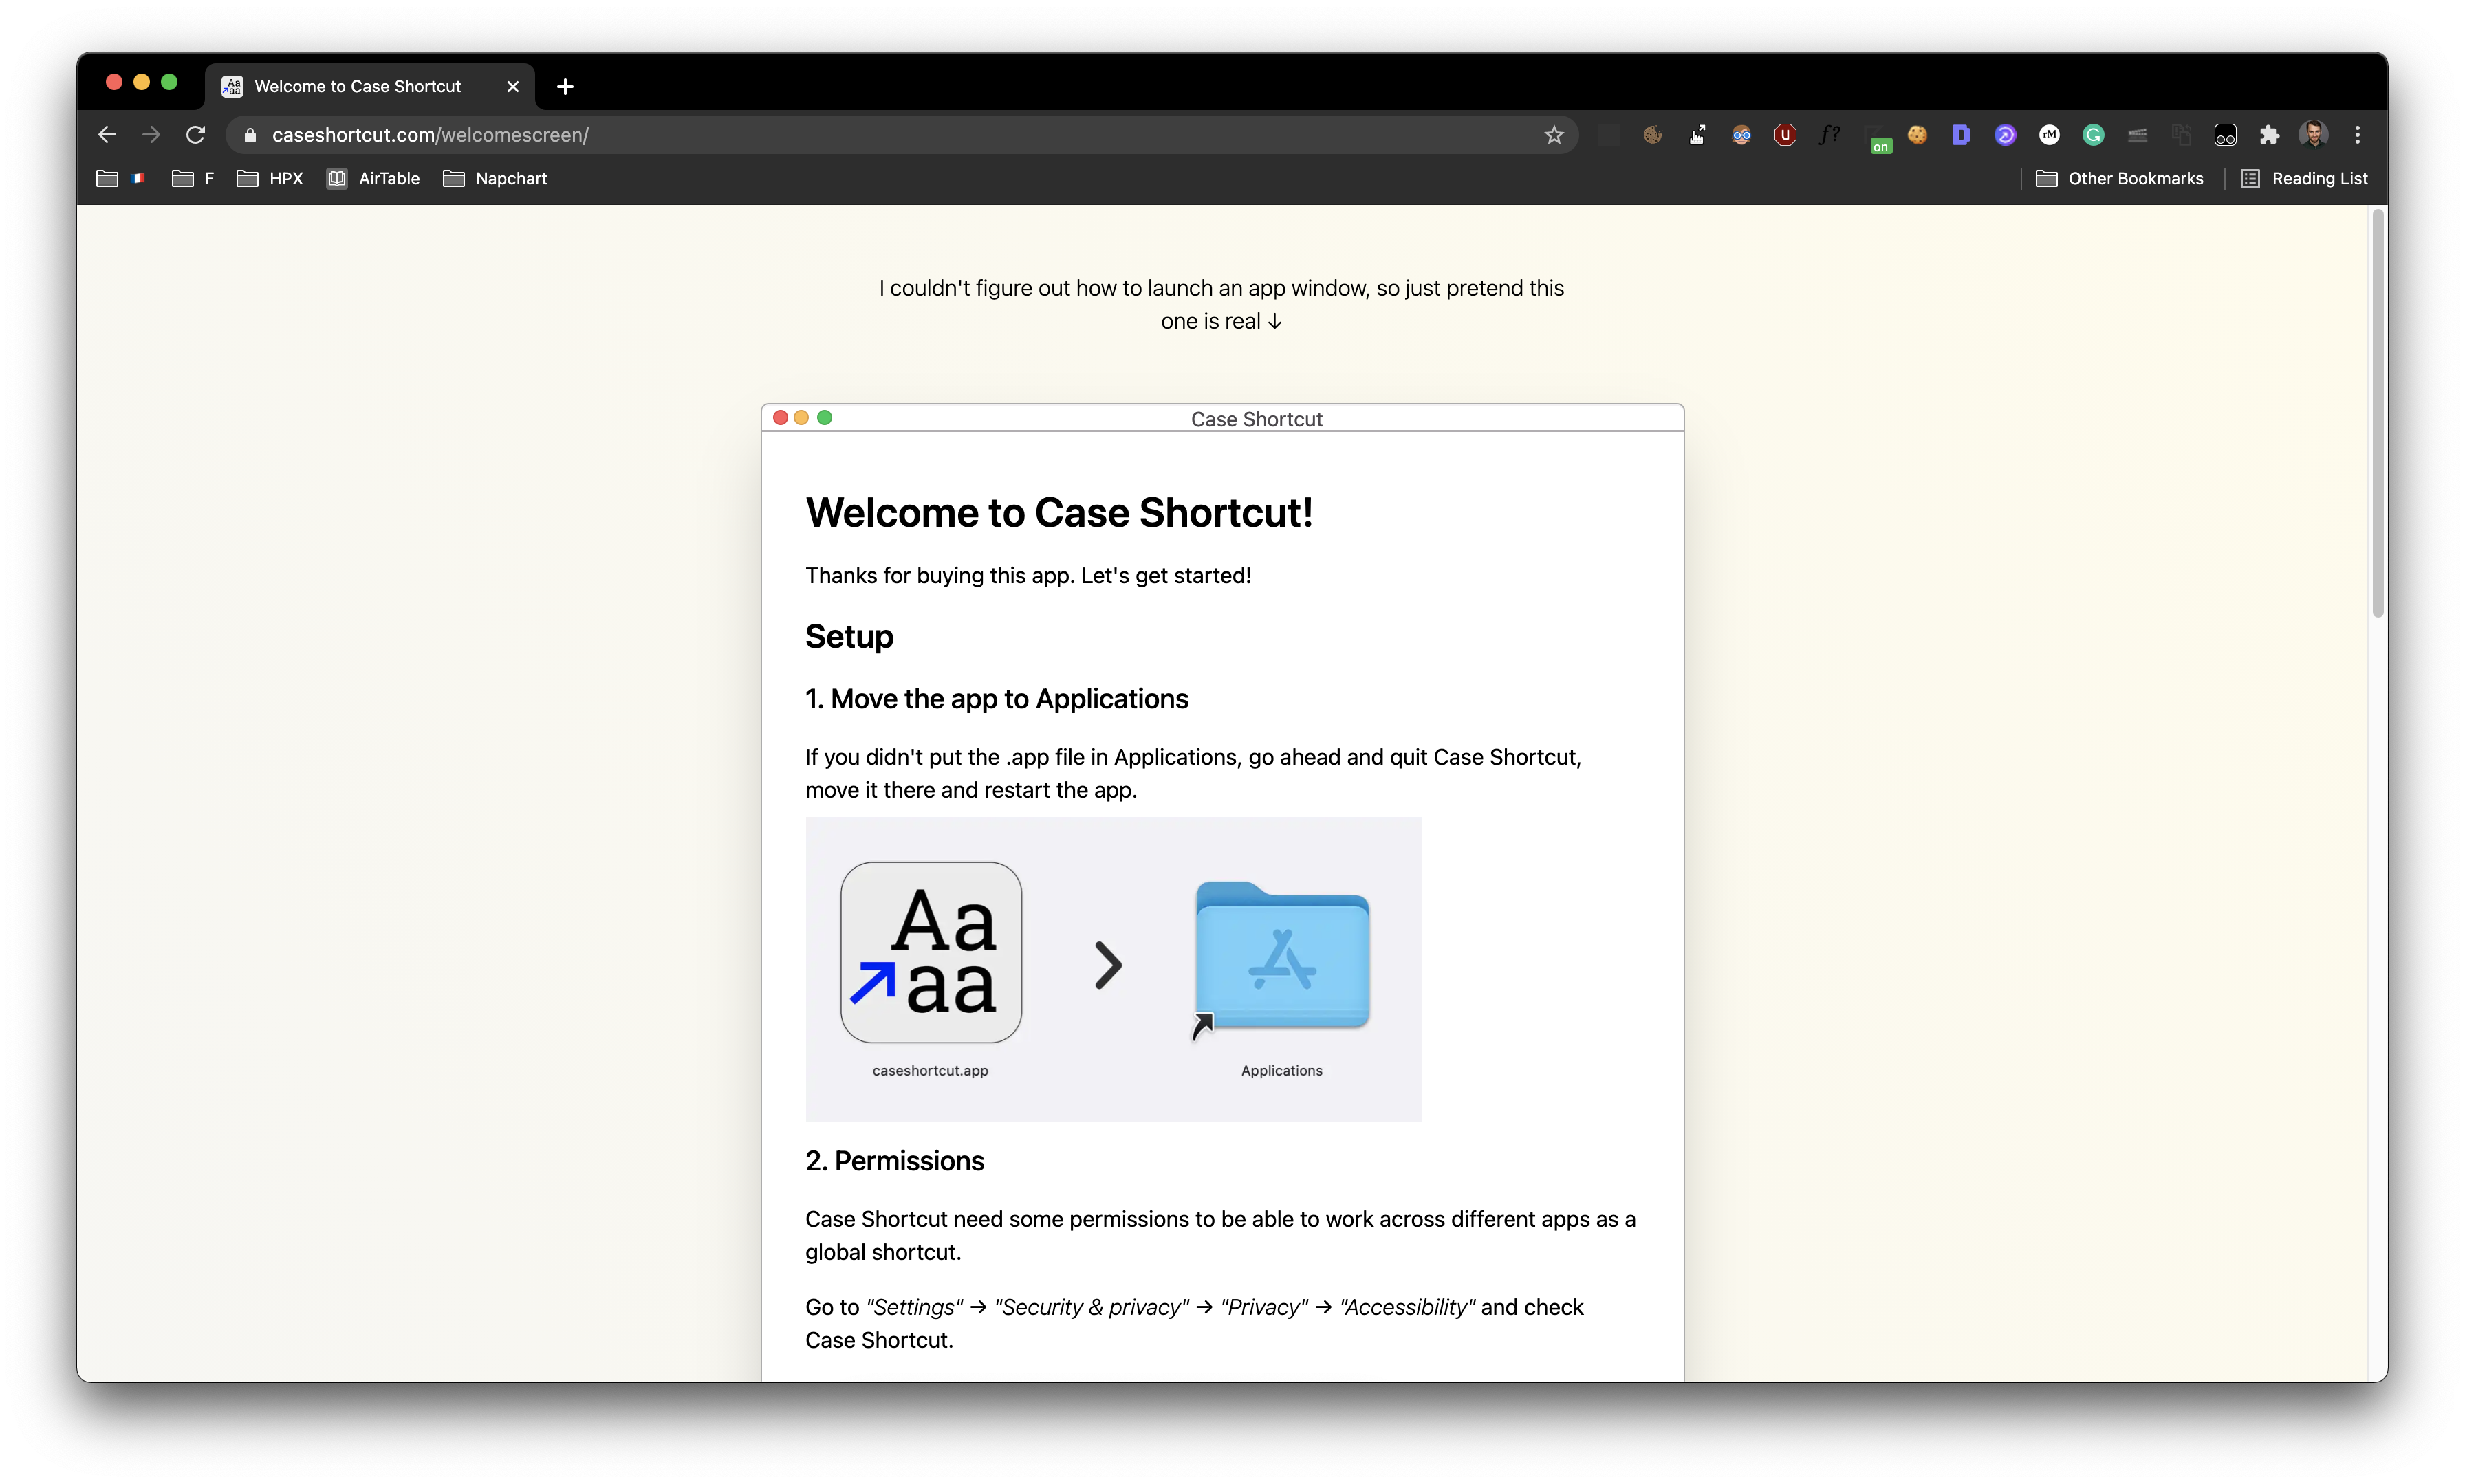 Welcome to Case Shortcut
caseshortcut.com/welcomescreen/
on
F
HPX
AirTable
Napchart
Other Bookmarks
Reading List
I couldn't figure out how to launch an app window, so just pretend this
one is real ↓
Case Shortcut
Welcome to Case Shortcut!
Thanks for buying this app. Let's get started!
Setup
1. Move the app to Applications
If you didn't put the .app file in Applications, go ahead and quit Case Shortcut,
move it there and restart the app.
Aa
aa
caseshortcut.app
Applications
2. Permissions
Case Shortcut need some permissions to be able to work across different apps as a
global shortcut.
Go to "Settings" → "Security & privacy" → "Privacy" → "Accessibility" and check
Case Shortcut.